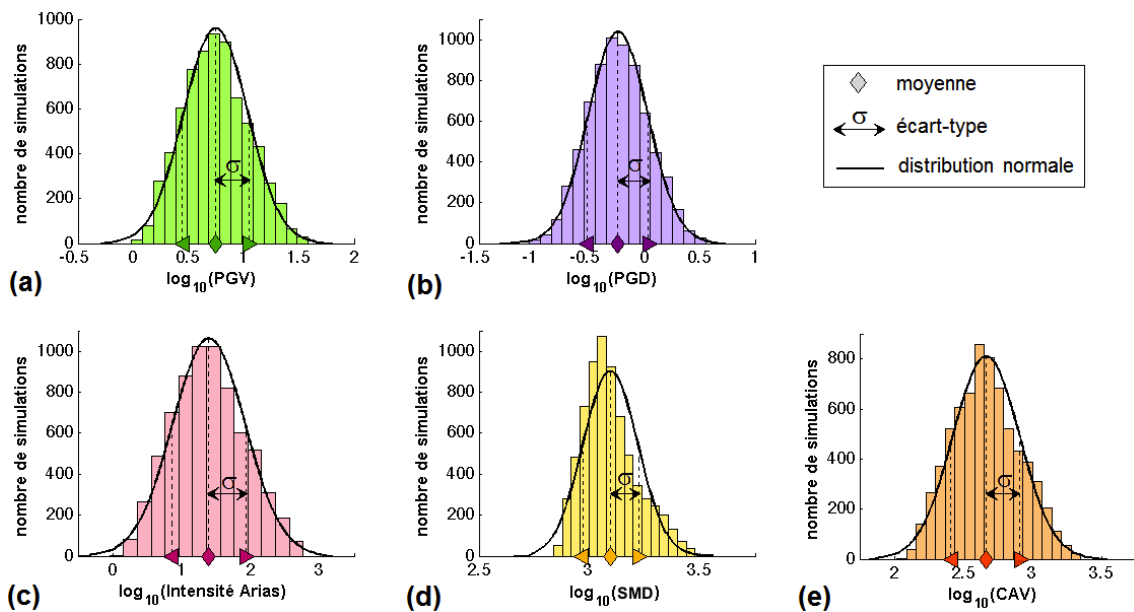 nombre de simulations
1000
800
600
400
200
0
σ
-0.5 0 0.5 1 1.5 2
log10(PGV)
(a)
nombre de simulations
1000
800
600
400
200
0
σ
-1.5 -1 -0.5 0 0.5 1
log10(PGD)
(b)
moyenne
σ
écart-type
distribution normale
nombre de simulations
1000
800
600
400
200
0
σ
0 1 2 3
log10(Intensité Arias)
(c)
nombre de simulations
1000
800
600
400
200
0
σ
2.5 3 3.5
log10(SMD)
(d)
nombre de simulations
800
600
400
200
0
σ
2 2.5 3 3.5
log10(CAV)
(e)